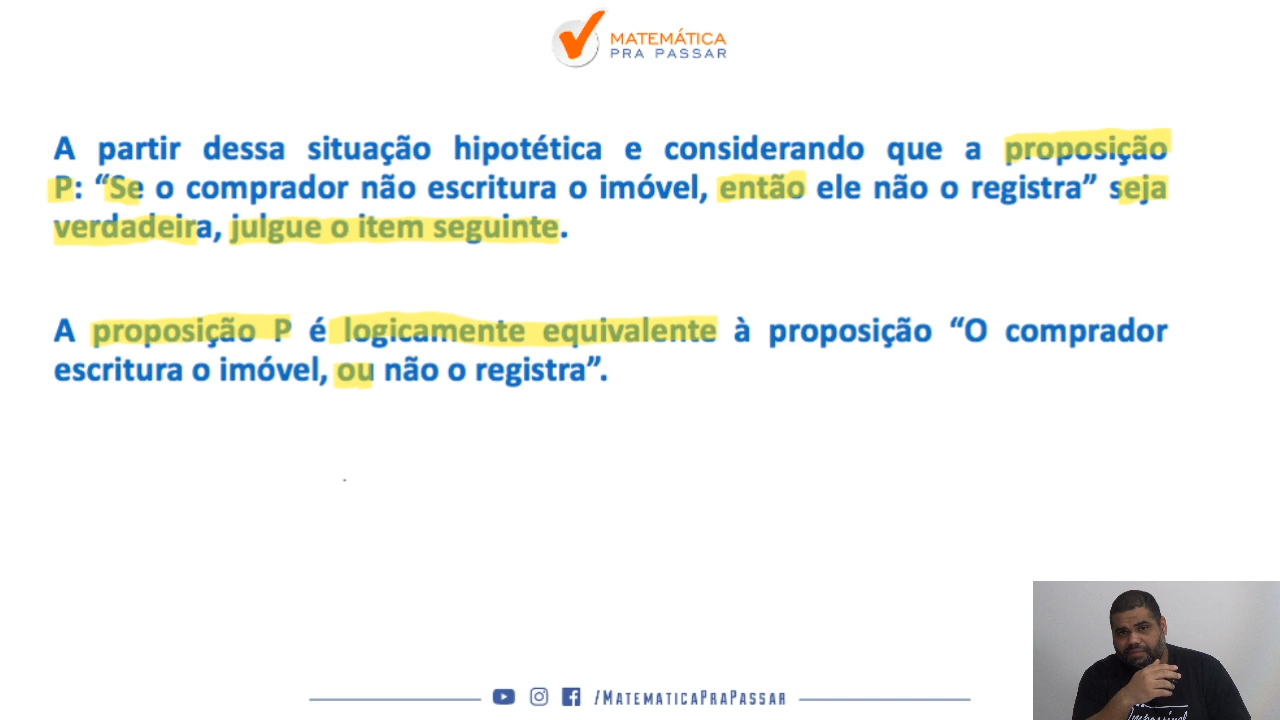 MATEMÁTICA
PRA PASSAR
A partir dessa situação hipotética e considerando que a proposição
P: “Se o comprador não escritura o imóvel, então ele não o registra” seja
verdadeira, julgue o item seguinte.
A proposição P é logicamente equivalente à proposição “O comprador
escritura o imóvel, ou não o registra”.
/MATEMATICAPRAPASSAR